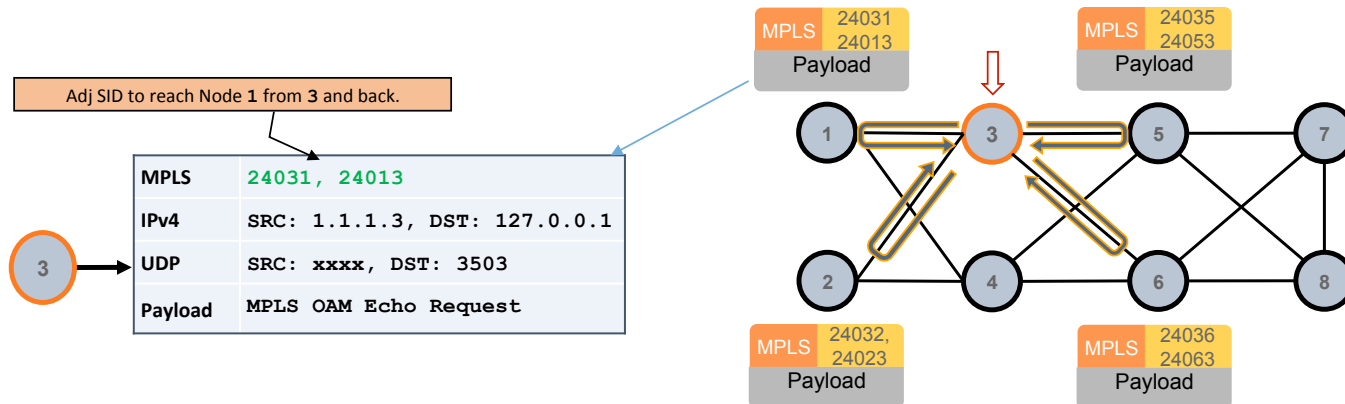 Adj SID to reach Node 1 from 3 and back.
3
MPLS 24031, 24013
IPv4 SRC: 1.1.1.3, DST: 127.0.0.1
UDP SRC: xxxx, DST: 3503
Payload MPLS OAM Echo Request
MPLS 24031
24013
Payload
MPLS 24035
24053
Payload
1 3 5 7
2 4 6 8
MPLS 24032,
24023
Payload
MPLS 24036
24063
Payload